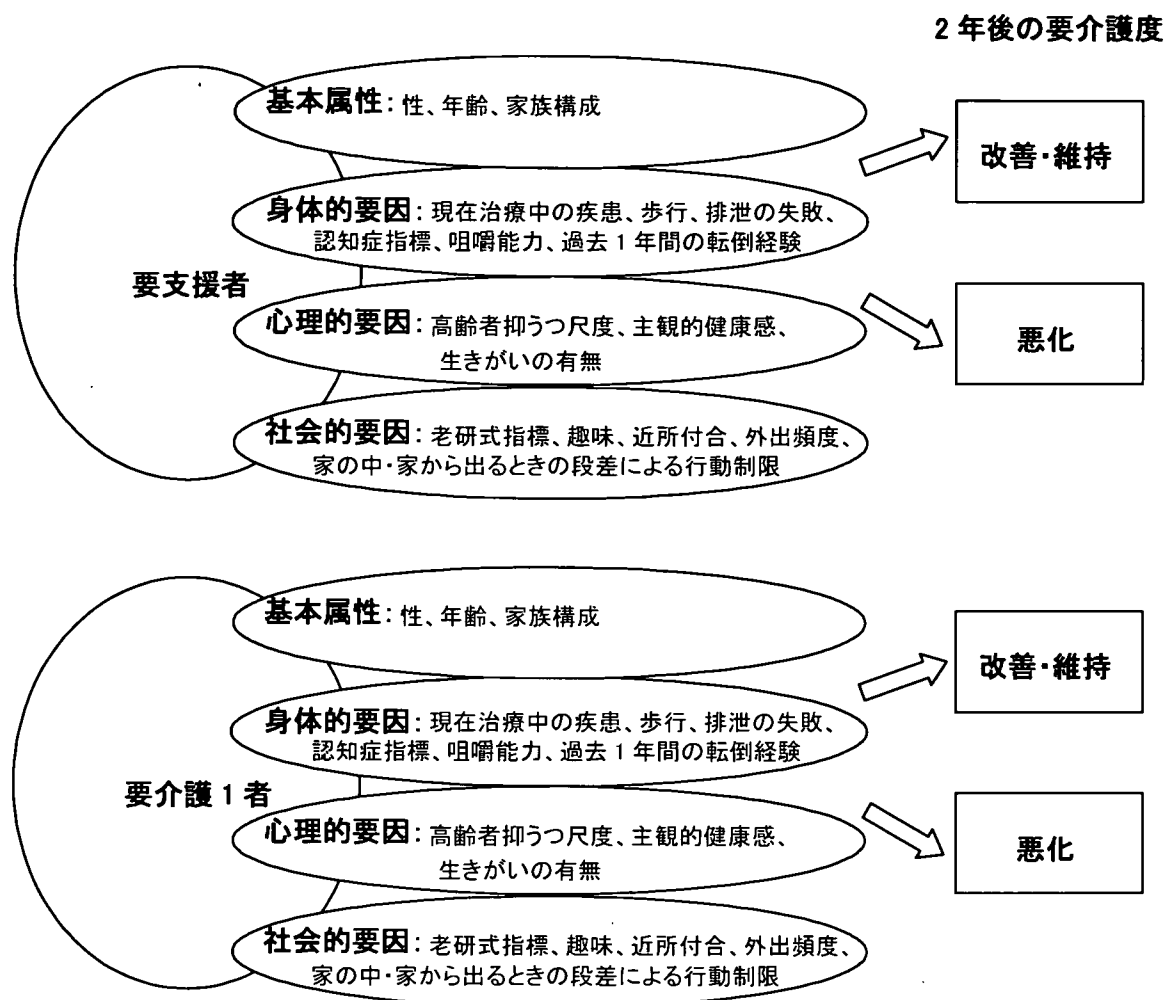 2年後の要介護度
基本属性：性、年齢、家族構成
改善・維持
身体的要因：現在治療中の疾患、歩行、排泄の失敗、
認知症指標、咀嚼能力、過去1年間の転倒経験
要支援者
心理的要因：高齢者抑うつ尺度、主観的健康感、
生きがいの有無
悪化
社会的要因：老研式指標、趣味、近所付合、外出頻度、
家の中・家から出るときの段差による行動制限
基本属性：性、年齢、家族構成
改善・維持
身体的要因：現在治療中の疾患、歩行、排泄の失敗、
認知症指標、咀嚼能力、過去1年間の転倒経験
要介護1者
心理的要因：高齢者抑うつ尺度、主観的健康感、
生きがいの有無
悪化
社会的要因：老研式指標、趣味、近所付合、外出頻度、
家の中・家から出るときの段差による行動制限